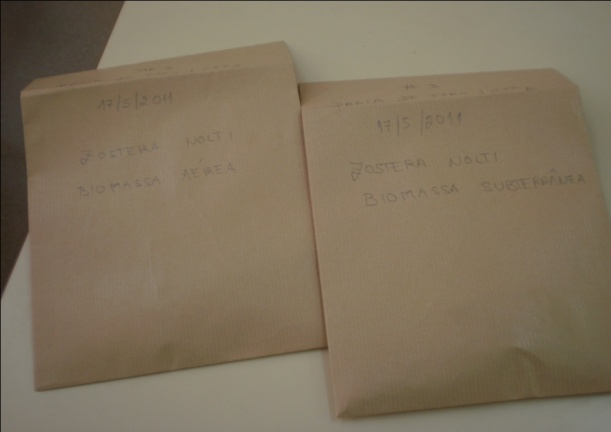 17/5/2011
ZOSTERA NOLTI
BIOMASSA AÉREA
17/5/2011
ZOSTERA NOLTI
BIOMASSA SUBTERRÂNEA